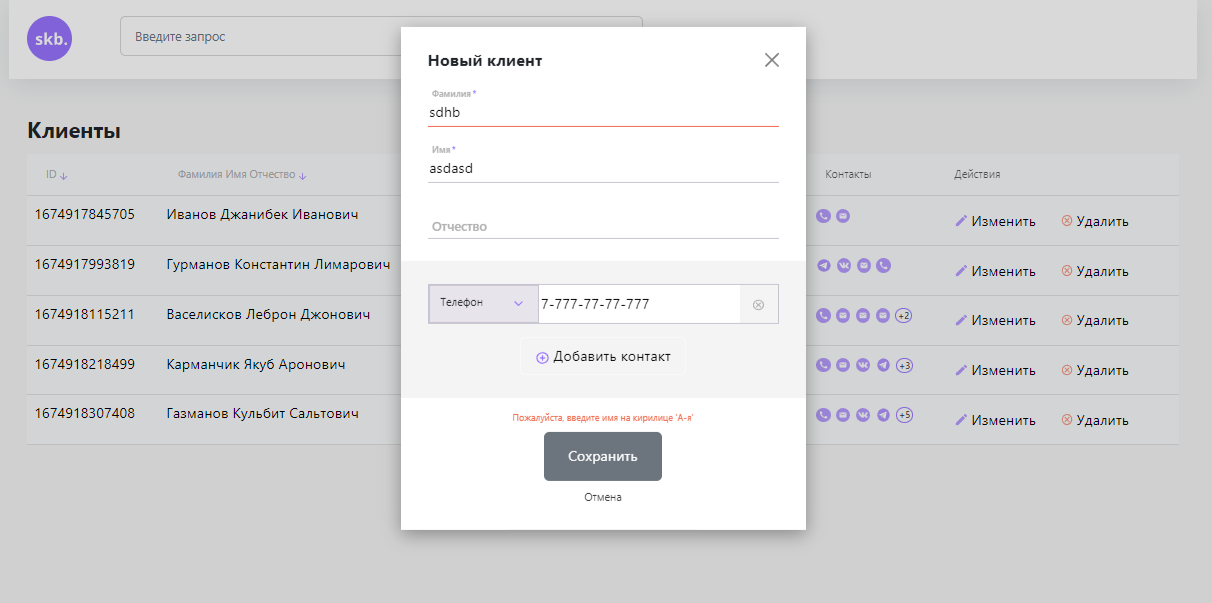 skb.
Введите запрос
Новый клиент
Фамилия*
sdhb
Клиенты
Имя*
asdasd
ID Фамилия Имя Отчество Контакты Действия
1674917845705 Иванов Джанибек Иванович Изменить Удалить
Отчество
1674917993819 Гурманов Константин Лимарович Изменить Удалить
Телефон 7-777-77-77-777
1674918115211 Васелисков Леброн Джонович +2 Изменить Удалить
Добавить контакт
1674918218499 Карманчик Якуб Аронович +3 Изменить Удалить
1674918307408 Газманов Кульбит Сальтович +5 Изменить Удалить
Пожалуйста, введите имя на кирилице 'А-я'
Сохранить
Отмена